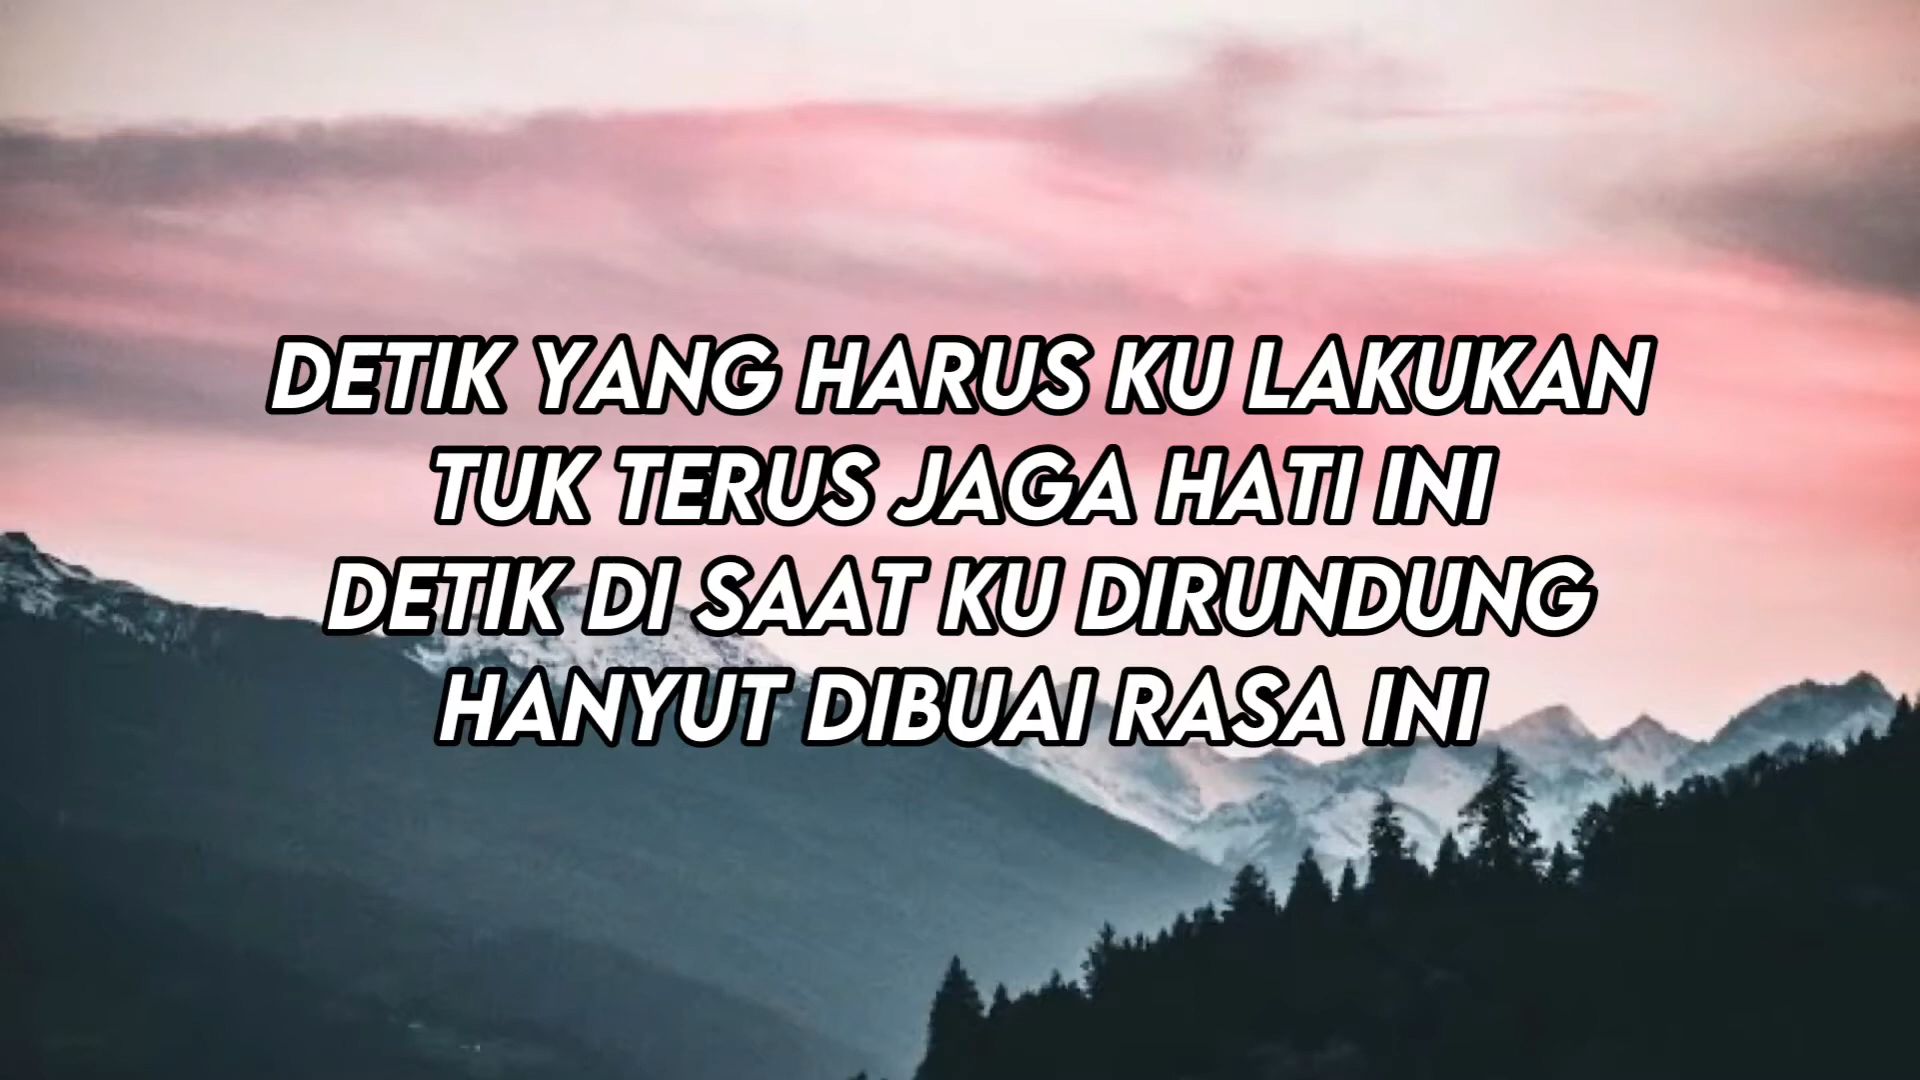 DETIK YANG HARUS KU LAKUKAN
TUK TERUS JAGA HATI INI
DETIK DI SAAT KU DIRUNDUNG
HANYUT DIBUAI RASA INI